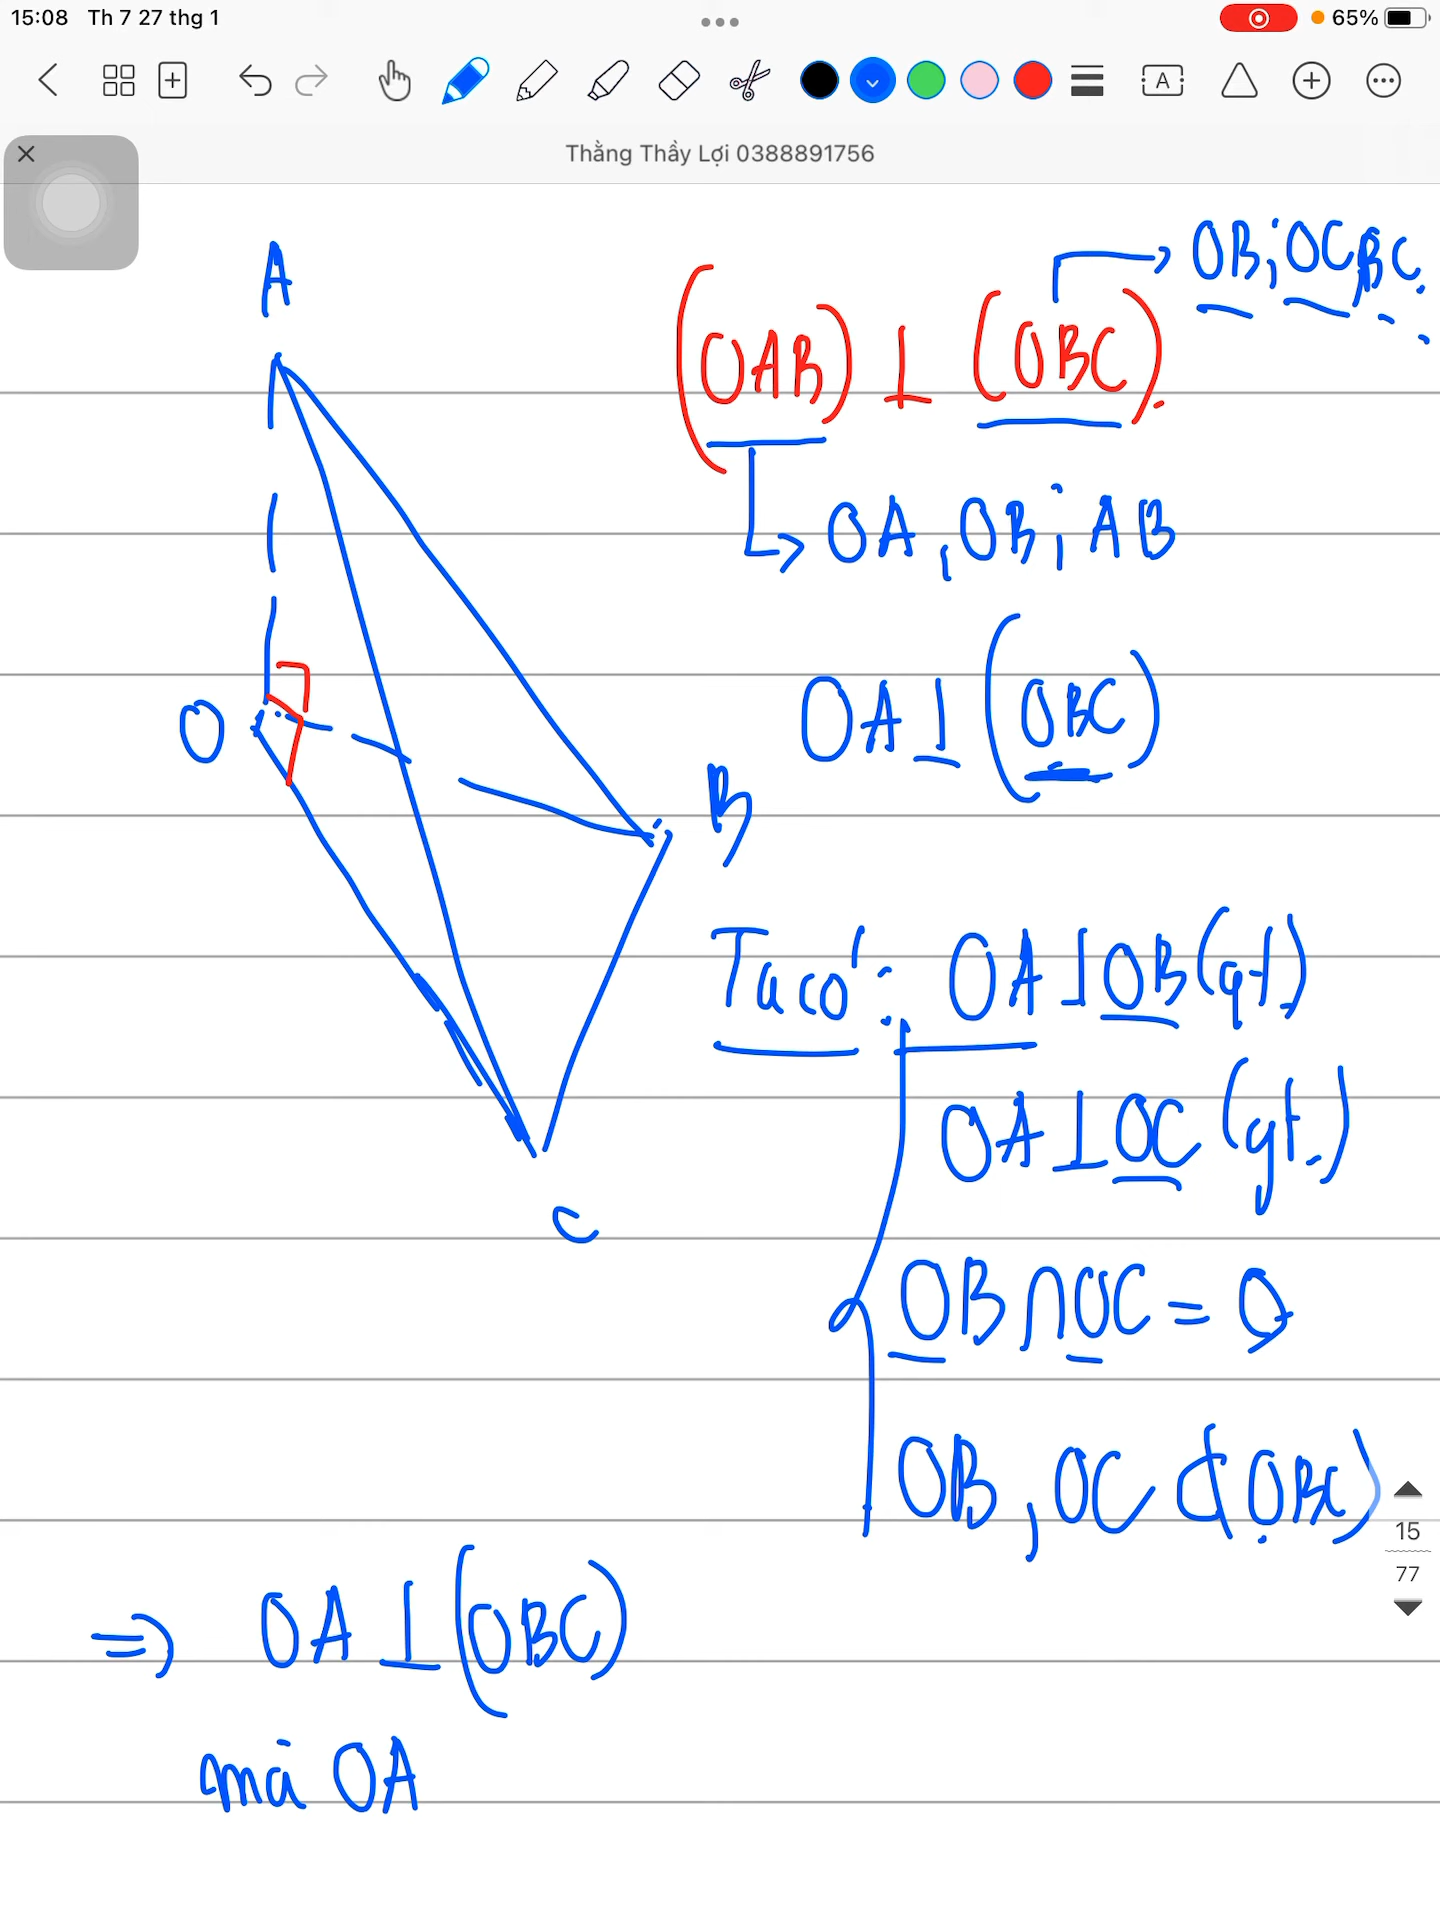 15:08 Th 7 27 thg 1
65%
A
Thằng Thầy Lợi 0388891756
A
OB; OC, BC.
(OAB) ⊥ (OBC).
OA, OB; AB
OA ⊥ (OBC)
O
B
C
Ta có: OA ⊥ OB (gt)
OA ⊥ OC (gt)
OB ∩ OC = O
OB, OC ⊂ (OBC)
15
77
=> OA ⊥ (OBC)
mà OA